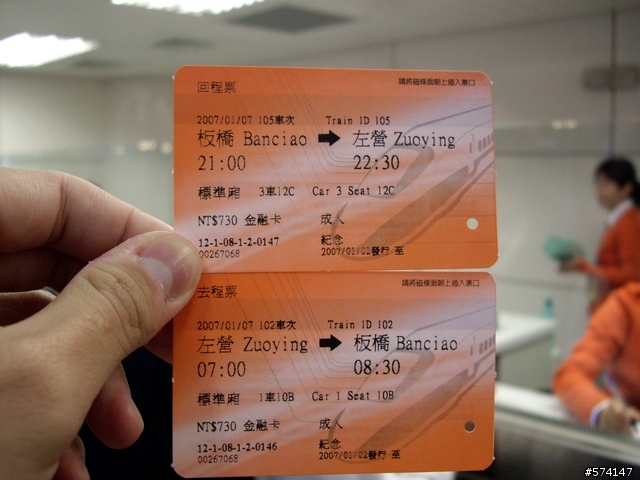 回程票 請將磁條面朝上插入票口
2007/01/07 105車次 Train ID 105
板橋 Banciao → 左營 Zuoying
21:00 22:30
標準廂 3車12C Car 3 Seat 12C
NT$730 金融卡 成人
12-1-08-1-2-0147 紀念
00267068 2007/01/02發行 至
去程票 請將磁條面朝上插入票口
2007/01/07 102車次 Train ID 102
左營 Zuoying → 板橋 Banciao
07:00 08:30
標準廂 1車10B Car 1 Seat 10B
NT$730 金融卡 成人
12-1-08-1-2-0146 紀念
00267068 2007/01/02發行 至
#574147